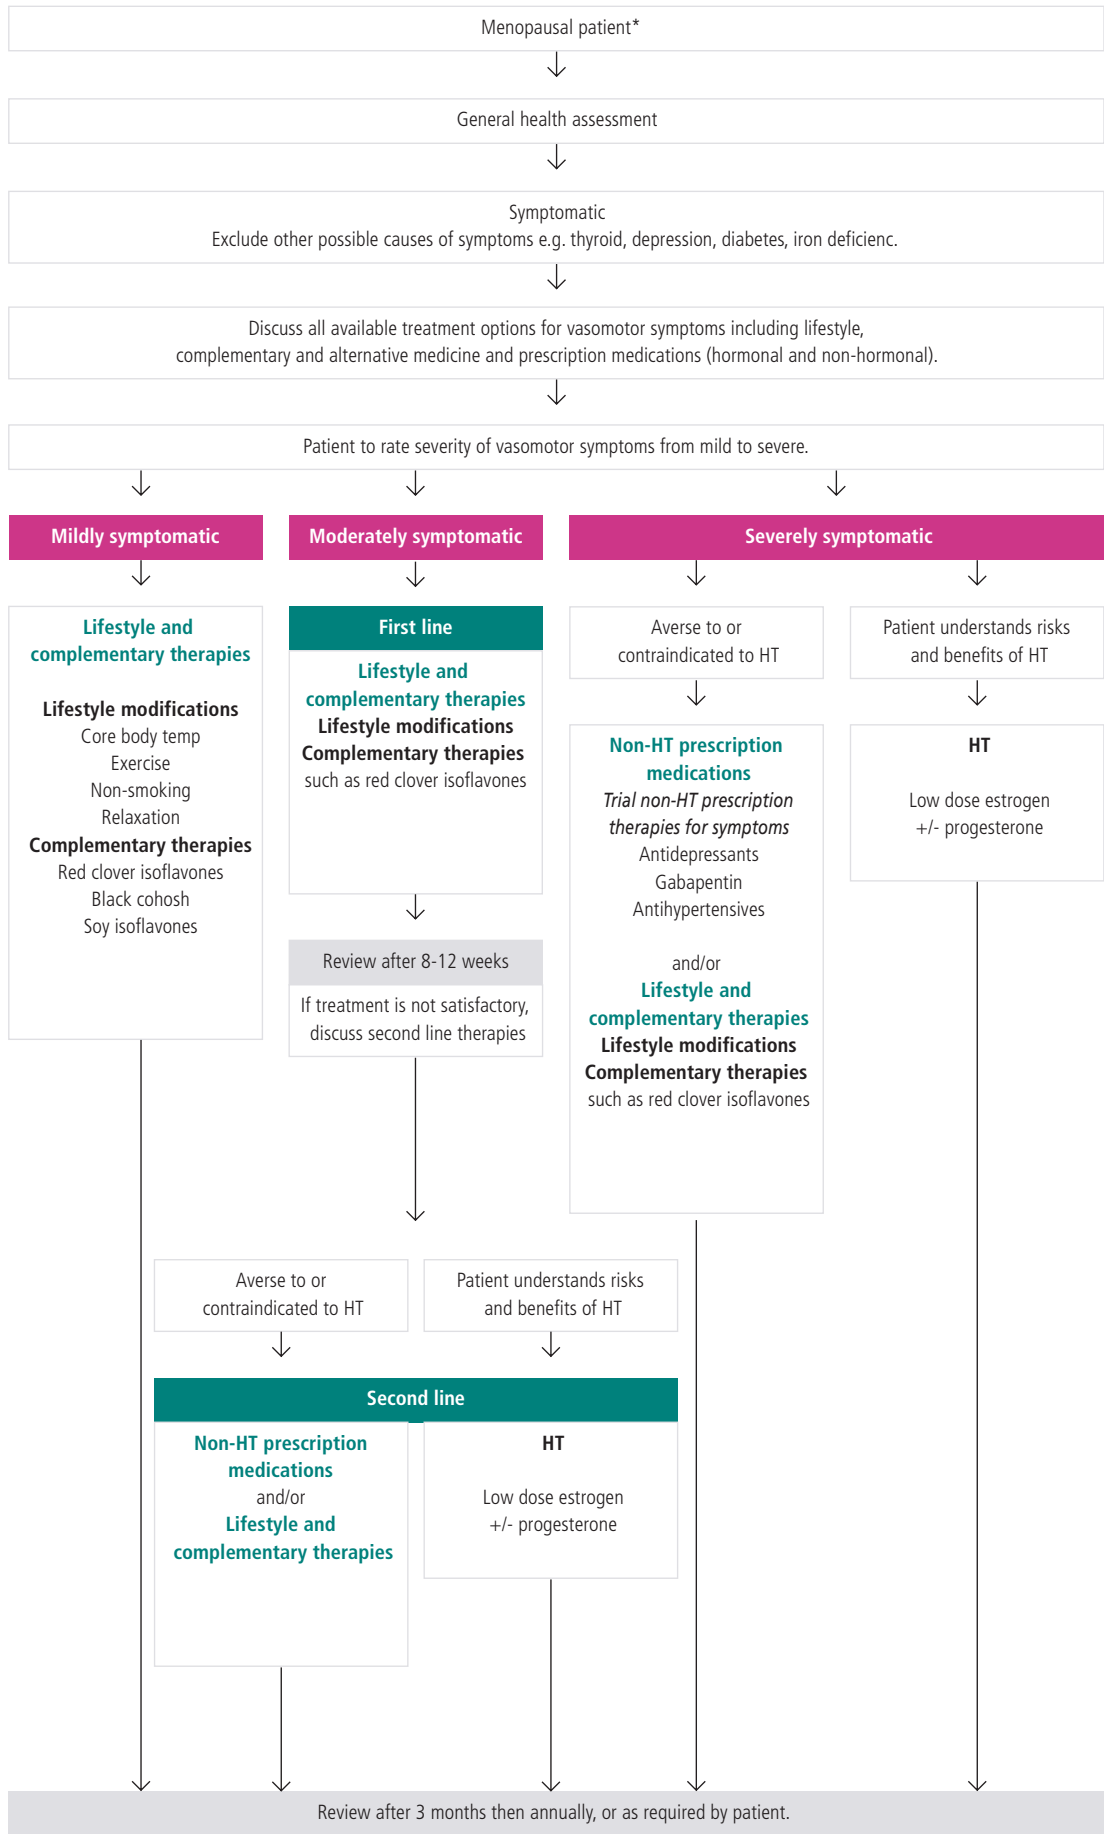 Menopausal patient*
General health assessment
Symptomatic
Exclude other possible causes of symptoms e.g. thyroid, depression, diabetes, iron deficienc.
Discuss all available treatment options for vasomotor symptoms including lifestyle,
complementary and alternative medicine and prescription medications (hormonal and non-hormonal).
Patient to rate severity of vasomotor symptoms from mild to severe.
Mildly symptomatic
Lifestyle and
complementary therapies
Lifestyle modifications
Core body temp
Exercise
Non-smoking
Relaxation
Complementary therapies
Red clover isoflavones
Black cohosh
Soy isoflavones
Moderately symptomatic
First line
Lifestyle and
complementary therapies
Lifestyle modifications
Complementary therapies
such as red clover isoflavones
Review after 8-12 weeks
If treatment is not satisfactory,
discuss second line therapies
Averse to or
contraindicated to HT
Patient understands risks
and benefits of HT
Second line
Non-HT prescription
medications
and/or
Lifestyle and
complementary therapies
HT
Low dose estrogen
+/- progesterone
Severely symptomatic
Averse to or
contraindicated to HT
Non-HT prescription
medications
Trial non-HT prescription
therapies for symptoms
Antidepressants
Gabapentin
Antihypertensives
and/or
Lifestyle and
complementary therapies
Lifestyle modifications
Complementary therapies
such as red clover isoflavones
Patient understands risks
and benefits of HT
HT
Low dose estrogen
+/- progesterone
Review after 3 months then annually, or as required by patient.